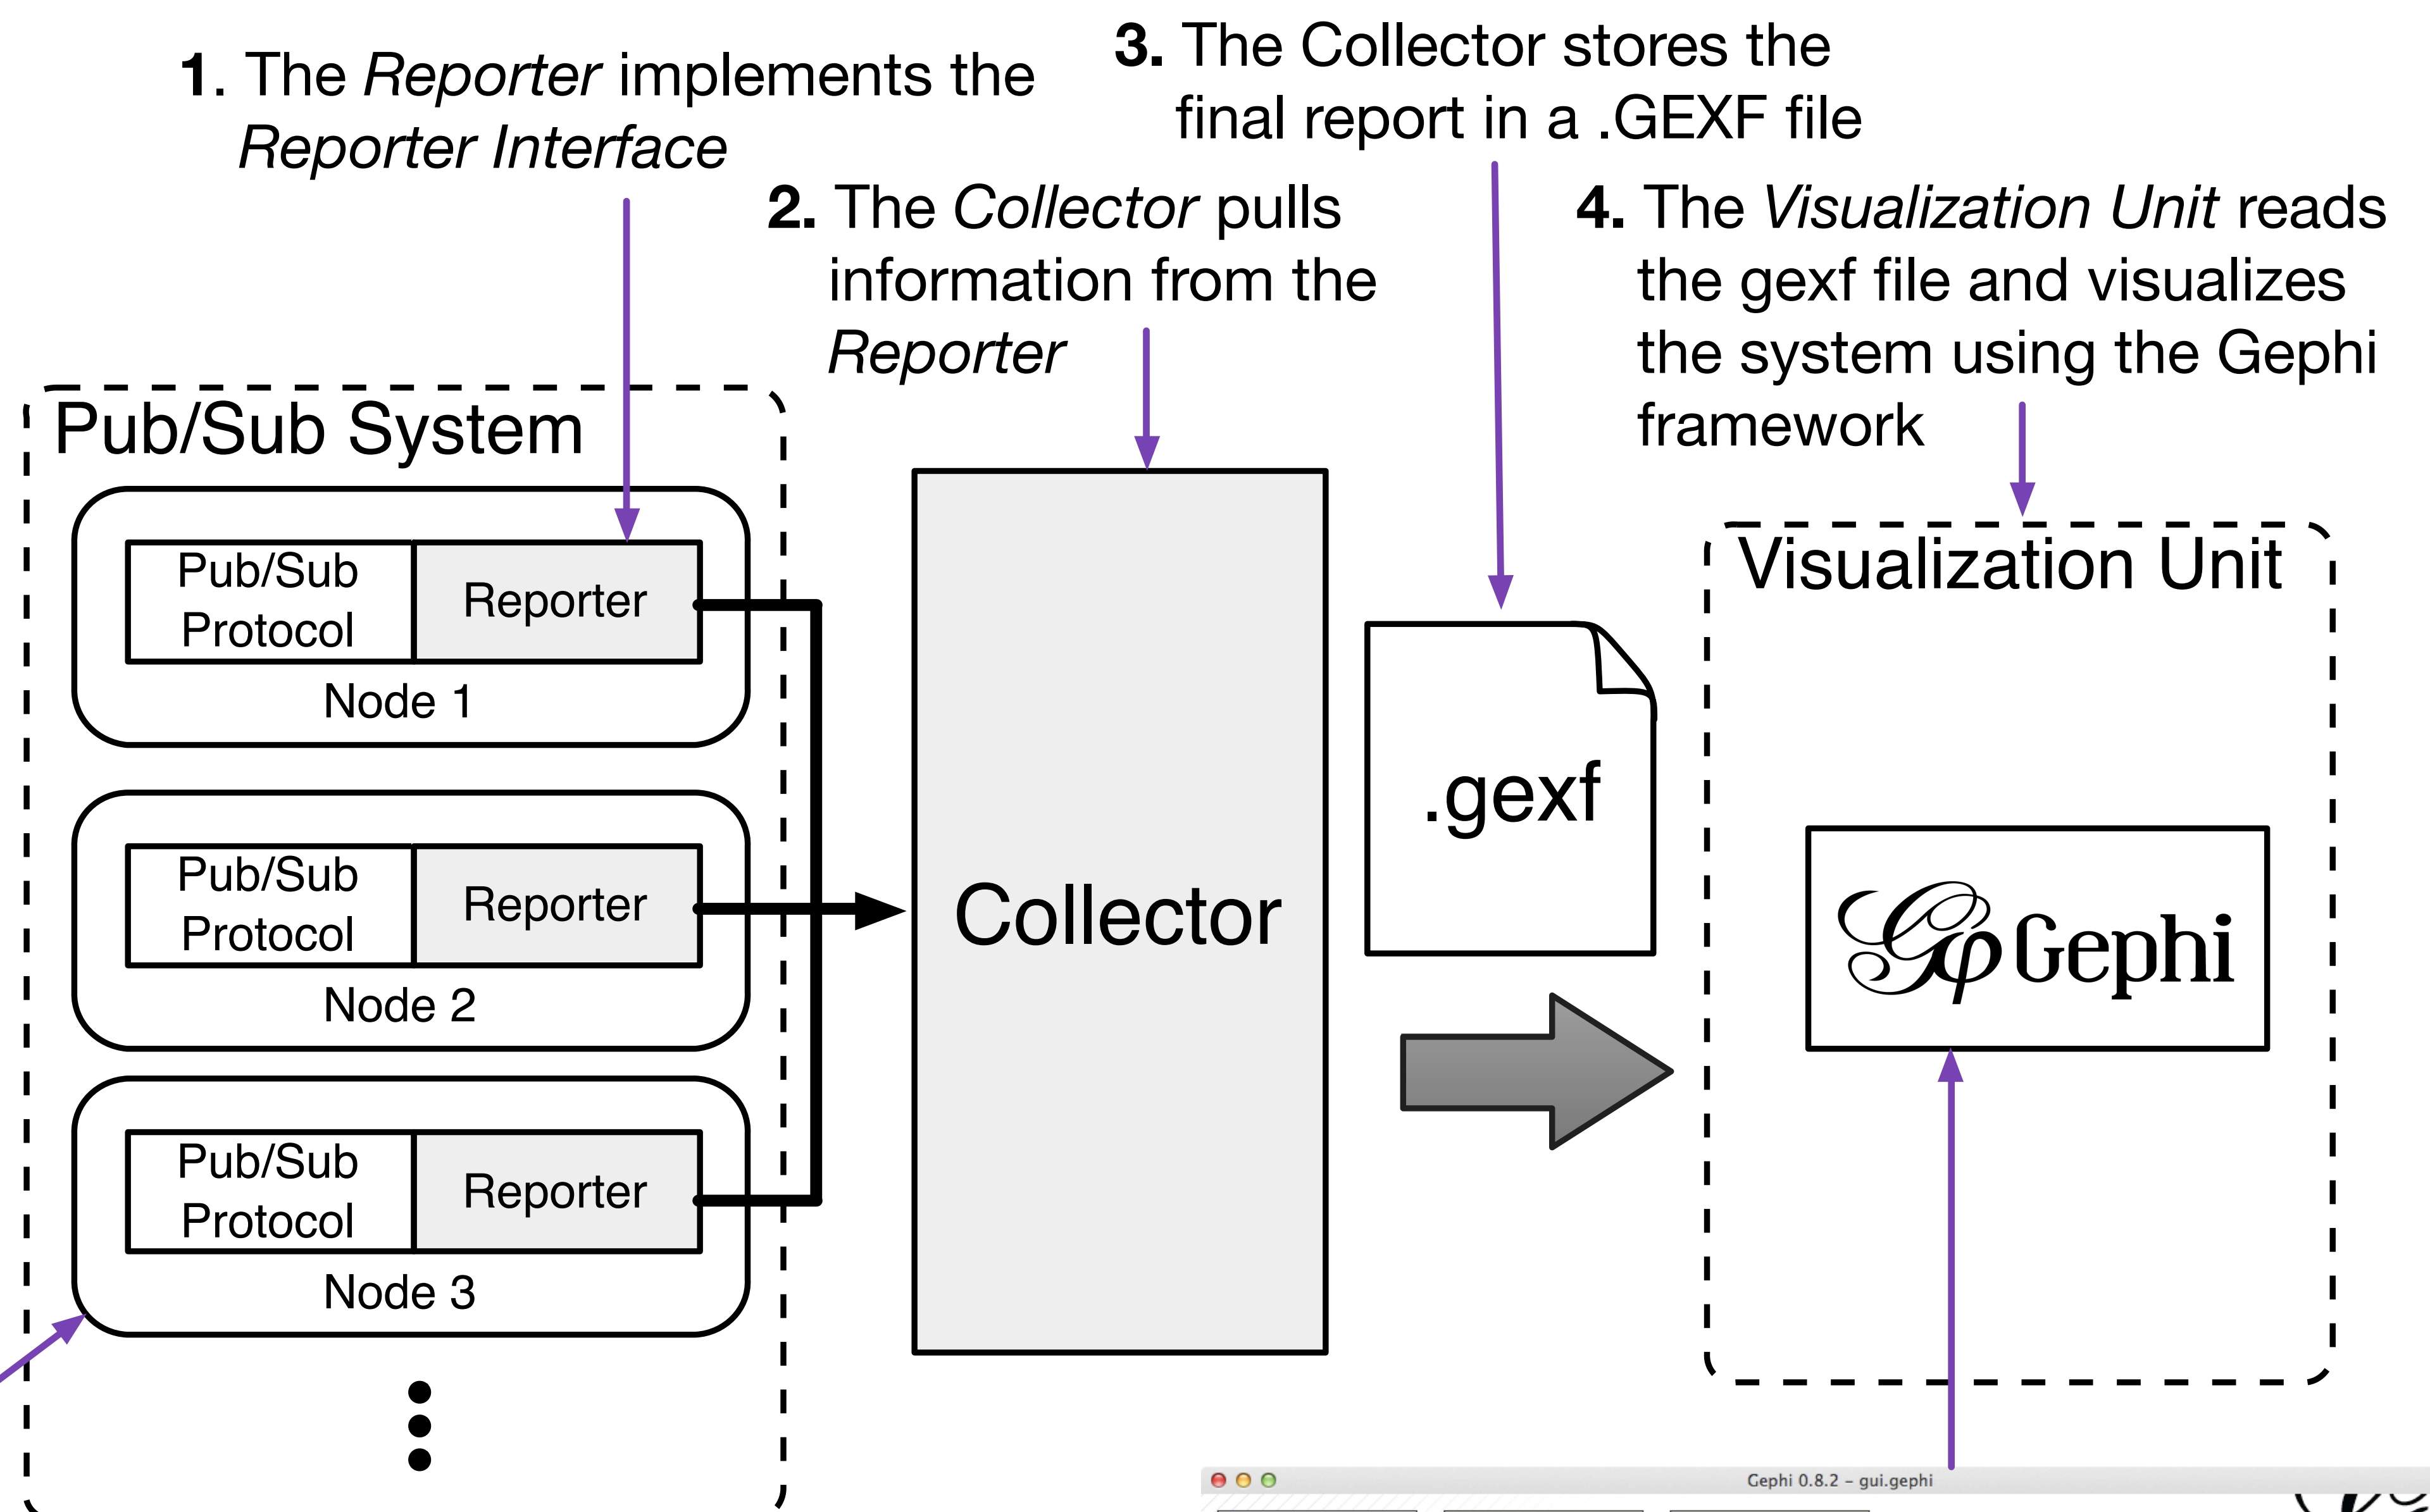 1. The Reporter implements the
Reporter Interface
2. The Collector pulls
information from the
Reporter
3. The Collector stores the
final report in a .GEXF file
4. The Visualization Unit reads
the gexf file and visualizes
the system using the Gephi
framework
Pub/Sub System
Pub/Sub
Protocol
Reporter
Node 1
Pub/Sub
Protocol
Reporter
Node 2
Pub/Sub
Protocol
Reporter
Node 3
Collector
.gexf
Visualization Unit
Gφ Gephi
Gephi 0.8.2 – gui.gephi